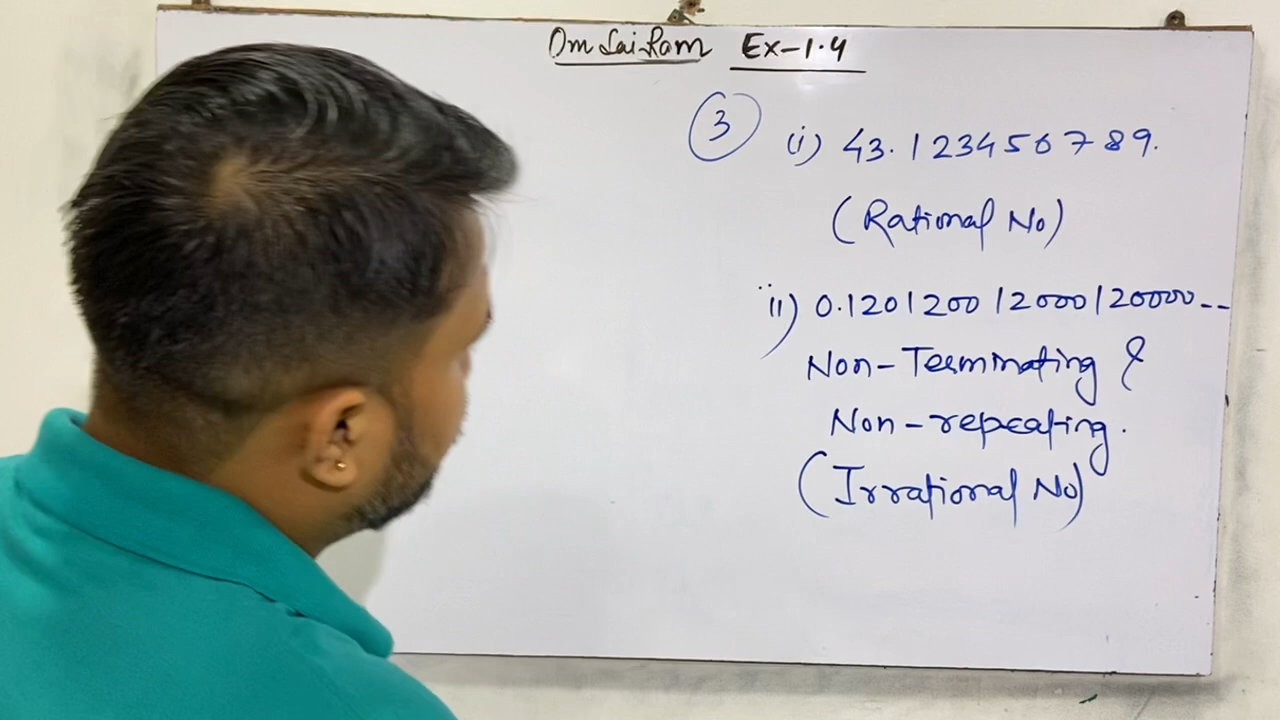 Om Sai Ram Ex-1.4
3 (i) 43.123456789.
(Rational No)
ii) 0.120120012000120000--
Non-Terminating &
Non-repeating.
(Irrational No)